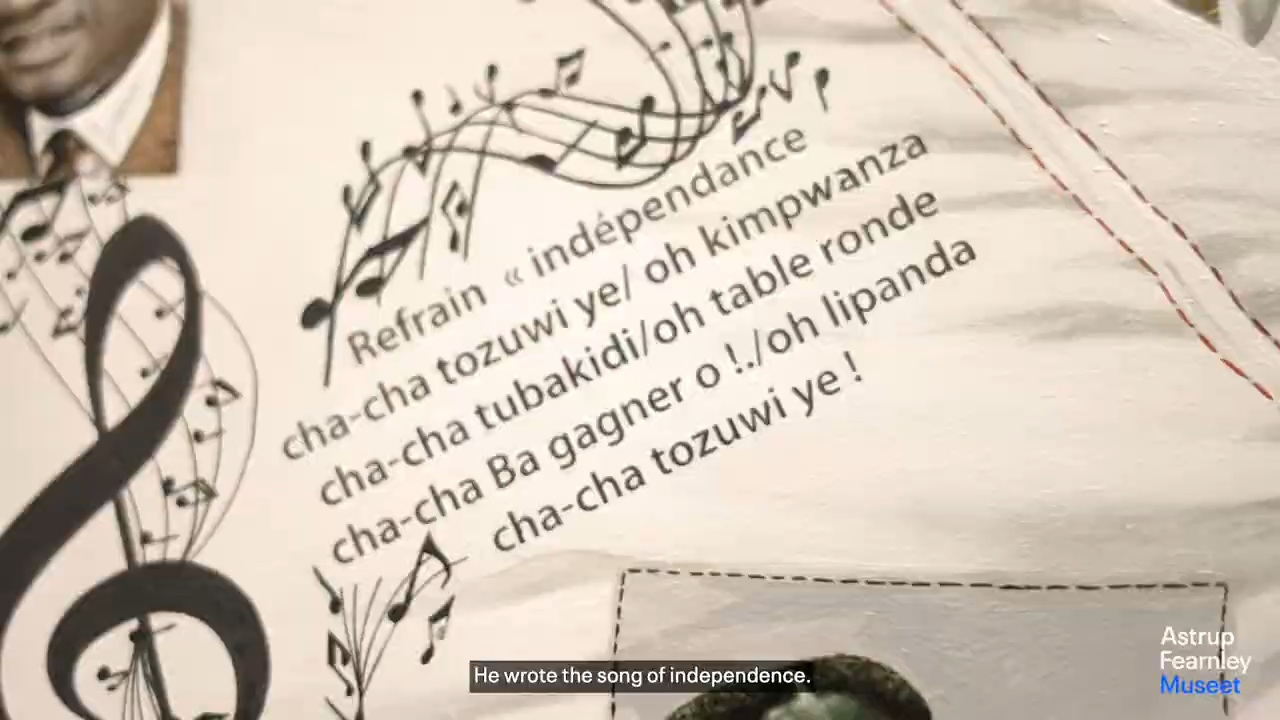 Refrain « indépendance
cha-cha tozuwi ye/ oh kimpwanza
cha-cha tubakidi/oh table ronde
cha-cha Ba gagner o !./oh lipanda
cha-cha tozuwi ye !
He wrote the song of independence.
Astrup
Fearnley
Museet